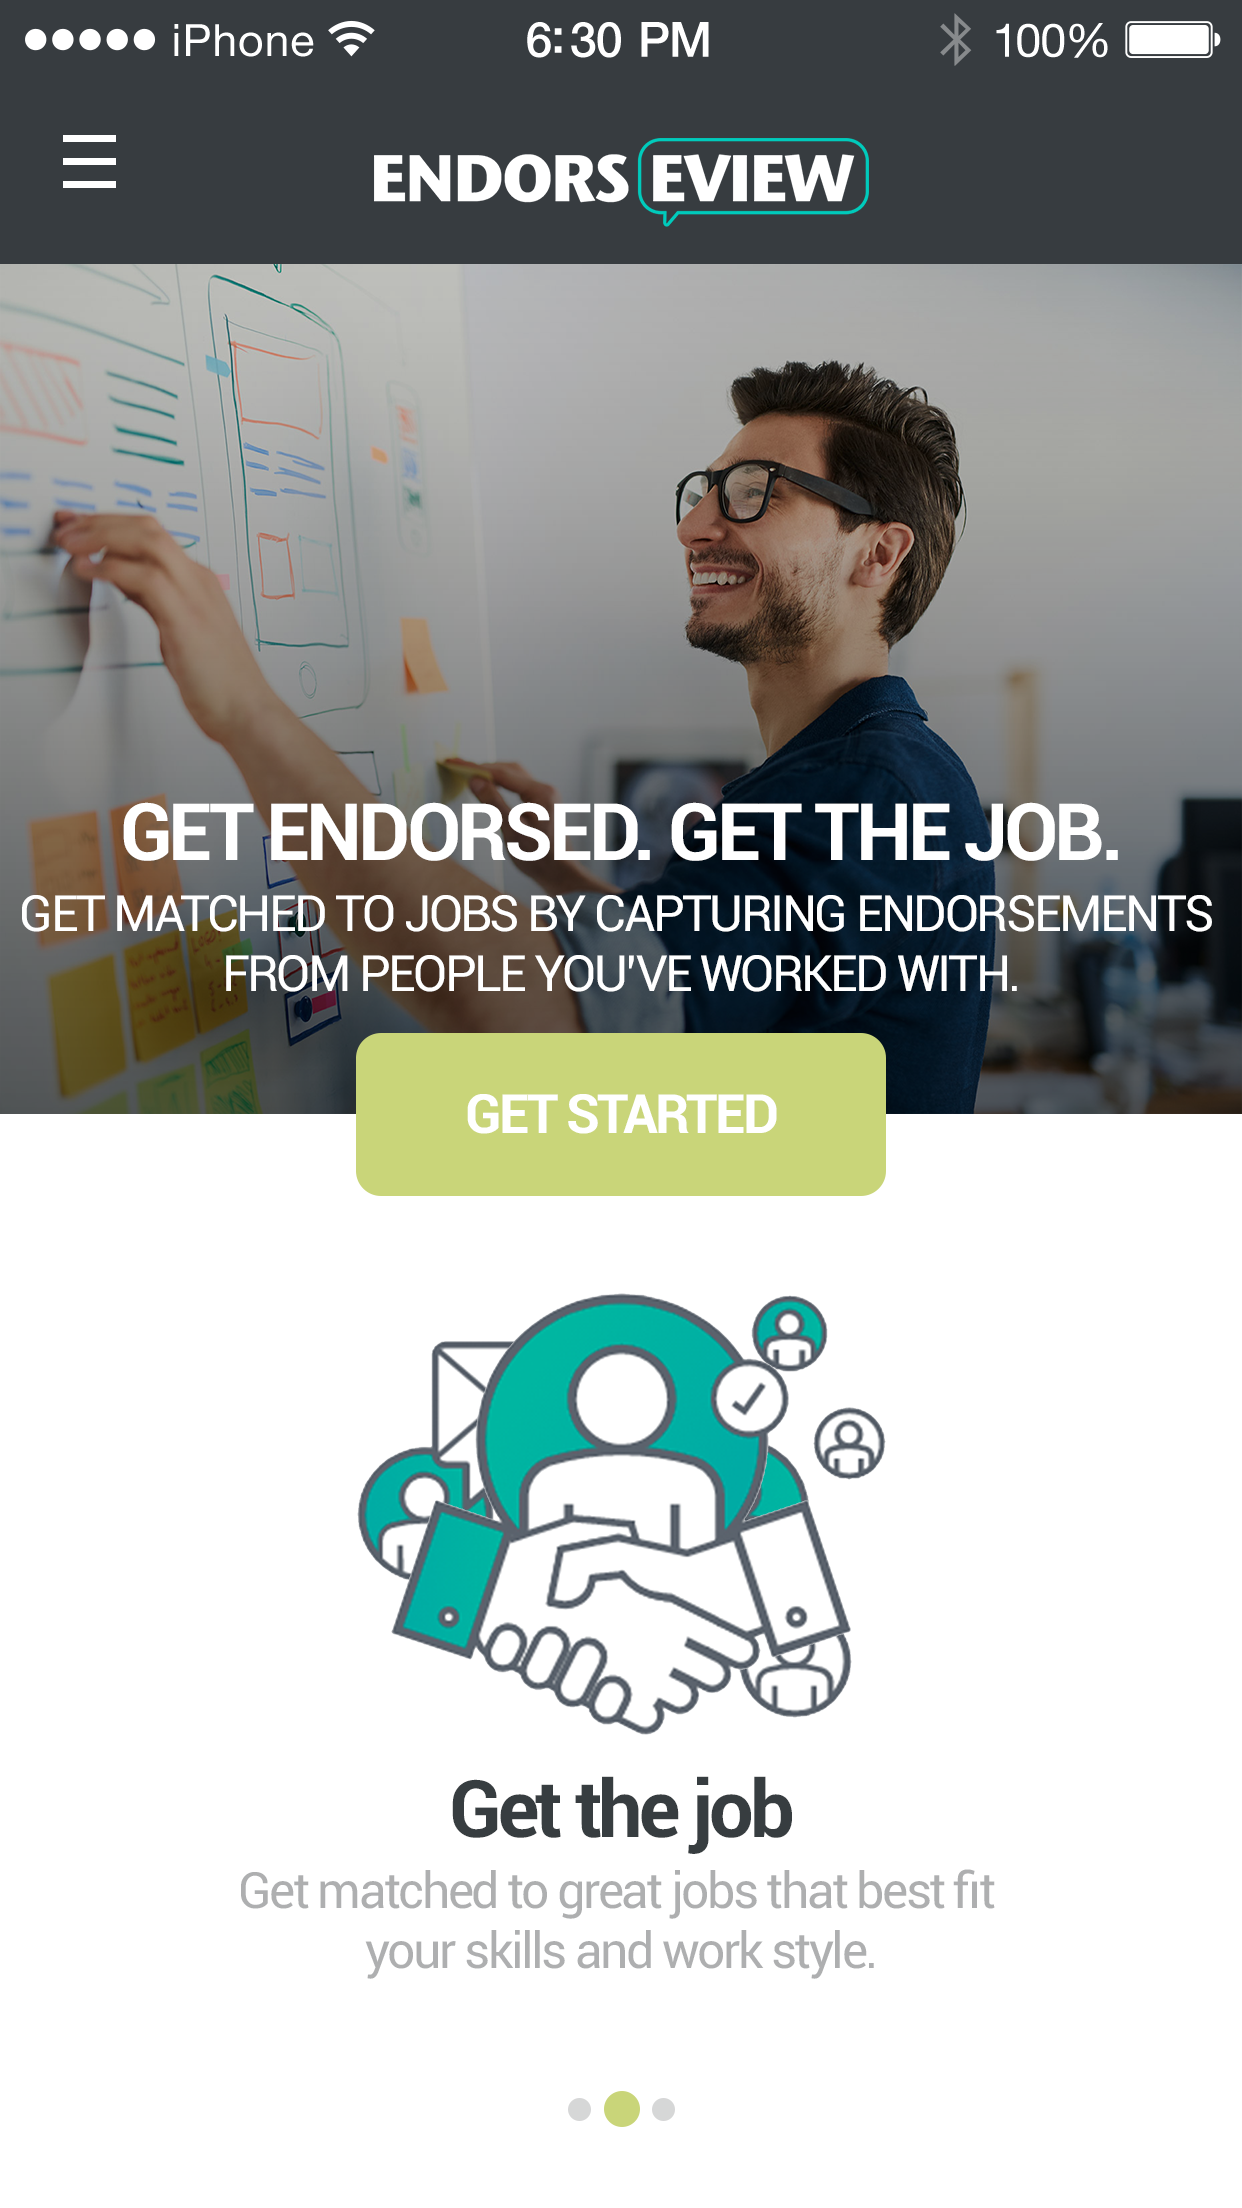 iPhone 6:30 PM 100%
ENDORSEVIEW
GET ENDORSED. GET THE JOB.
GET MATCHED TO JOBS BY CAPTURING ENDORSEMENTS
FROM PEOPLE YOU'VE WORKED WITH.
GET STARTED
Get the job
Get matched to great jobs that best fit
your skills and work style.